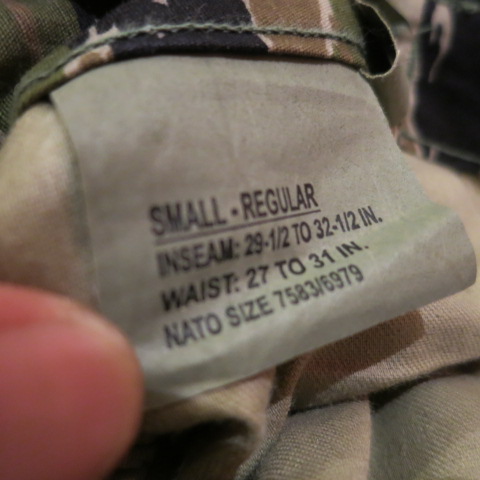 SMALL - REGULAR
INSEAM: 29-1/2 TO 32-1/2 IN.
WAIST: 27 TO 31 IN.
NATO SIZE 7583/6979